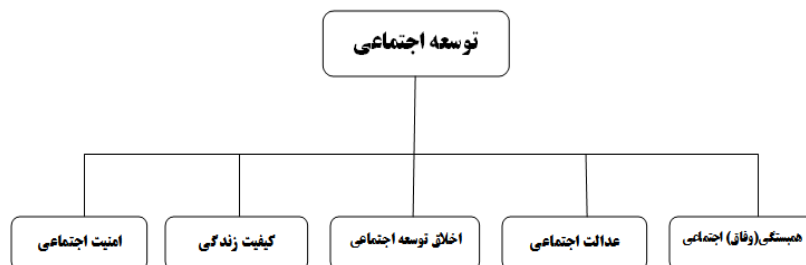 توسعه اجتماعی
همبستگی(وفاق) اجتماعی
عدالت اجتماعی
اخلاق توسعه اجتماعی
کیفیت زندگی
امنیت اجتماعی